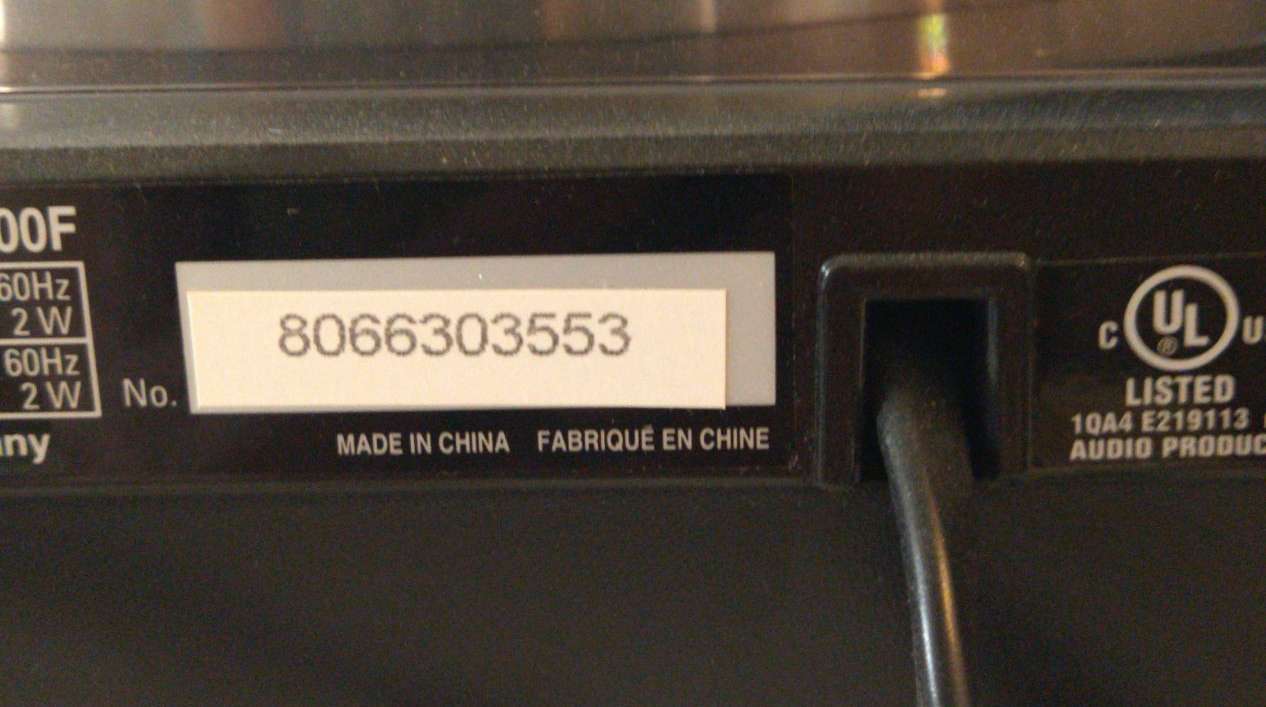 00F
60Hz
2 W
60Hz
2 W
No. 8066303553
ny
MADE IN CHINA FABRIQUÉ EN CHINE
C UL ® U
LISTED
1QA4 E219113
AUDIO PRODUC